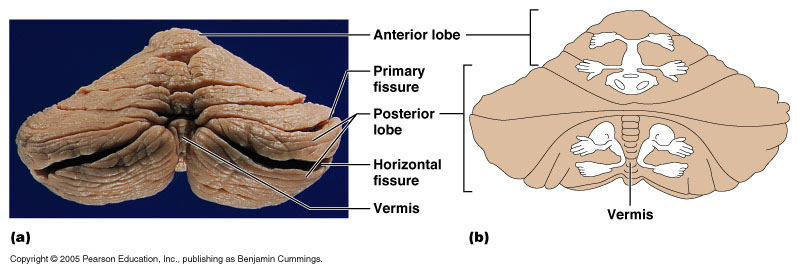 Anterior lobe
Primary
fissure
Posterior
lobe
Horizontal
fissure
Vermis
Vermis
(a)
(b)
Copyright © 2005 Pearson Education, Inc., publishing as Benjamin Cummings.